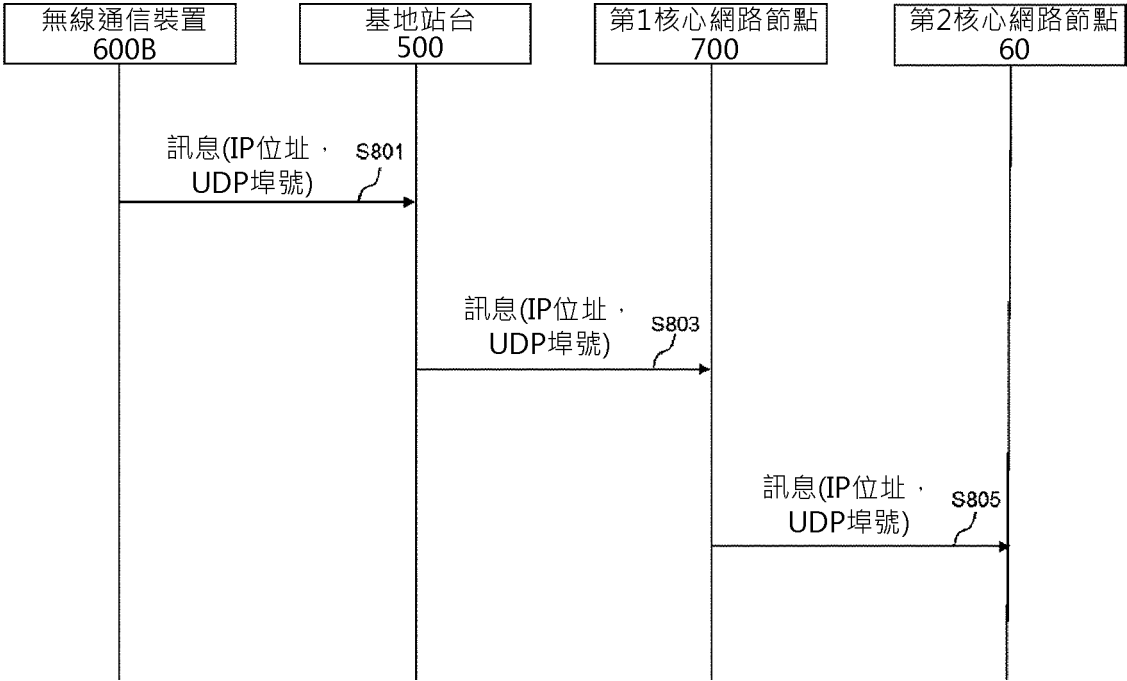 無線通信裝置
600B
基地站台
500
第1核心網路節點
700
第2核心網路節點
60
訊息(IP位址，
UDP埠號)
S801
訊息(IP位址，
UDP埠號)
S803
訊息(IP位址，
UDP埠號)
S805